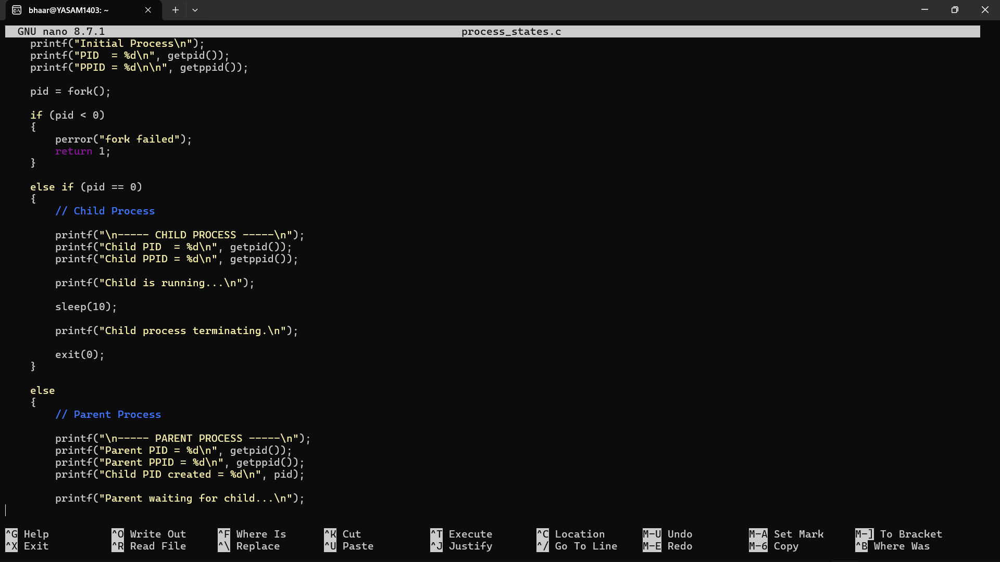 bhaar@YASAM1403: ~
GNU nano 8.7.1 process_states.c
printf("Initial Process\n");
printf("PID  = %d\n", getpid());
printf("PPID = %d\n\n", getppid());
pid = fork();
if (pid < 0)
{
perror("fork failed");
return 1;
}
else if (pid == 0)
{
// Child Process
printf("\n----- CHILD PROCESS -----\n");
printf("Child PID  = %d\n", getpid());
printf("Child PPID = %d\n", getppid());
printf("Child is running...\n");
sleep(10);
printf("Child process terminating.\n");
exit(0);
}
else
{
// Parent Process
printf("\n----- PARENT PROCESS -----\n");
printf("Parent PID = %d\n", getpid());
printf("Parent PPID = %d\n", getppid());
printf("Child PID created = %d\n", pid);
printf("Parent waiting for child...\n");
^G Help ^O Write Out ^F Where Is ^K Cut ^T Execute ^C Location M-U Undo M-A Set Mark M-] To Bracket
^X Exit ^R Read File ^\ Replace ^U Paste ^J Justify ^/ Go To Line M-E Redo M-6 Copy ^B Where Was